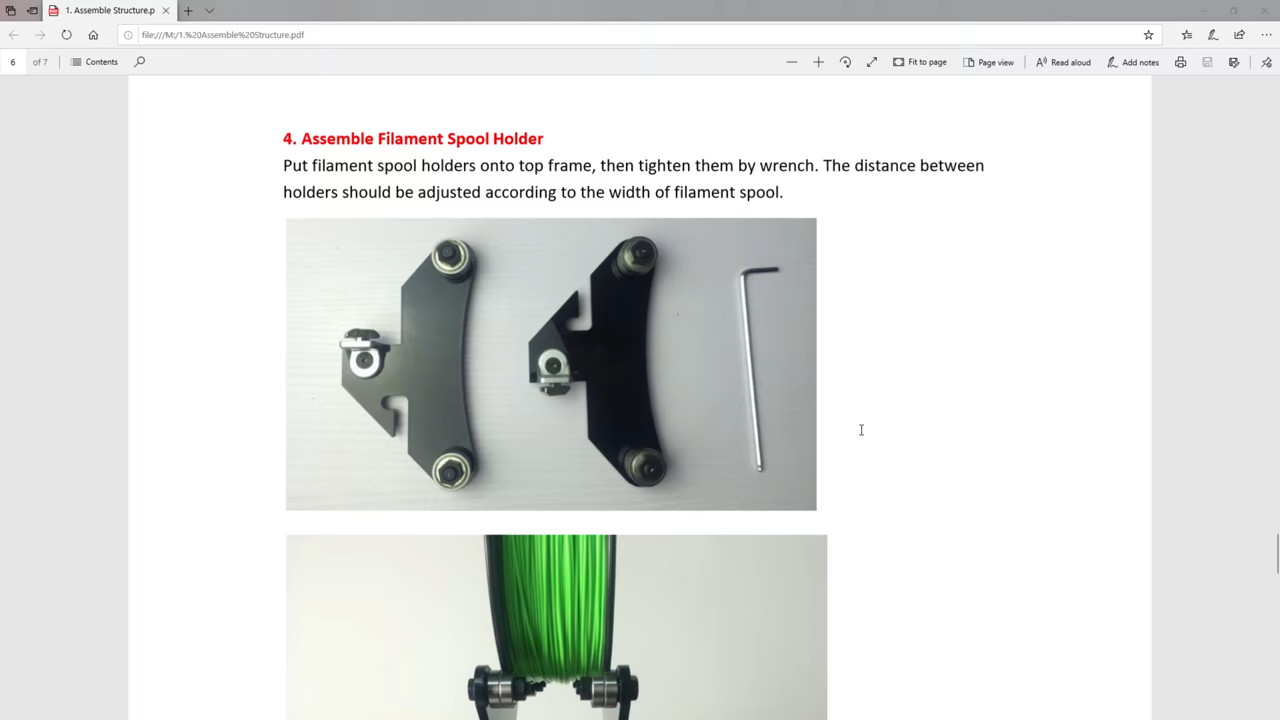 1. Assemble Structure.p
file:///M:/1.%20Assemble%20Structure.pdf
6 of 7 Contents Fit to page Page view Read aloud Add notes
4. Assemble Filament Spool Holder
Put filament spool holders onto top frame, then tighten them by wrench. The distance between
holders should be adjusted according to the width of filament spool.